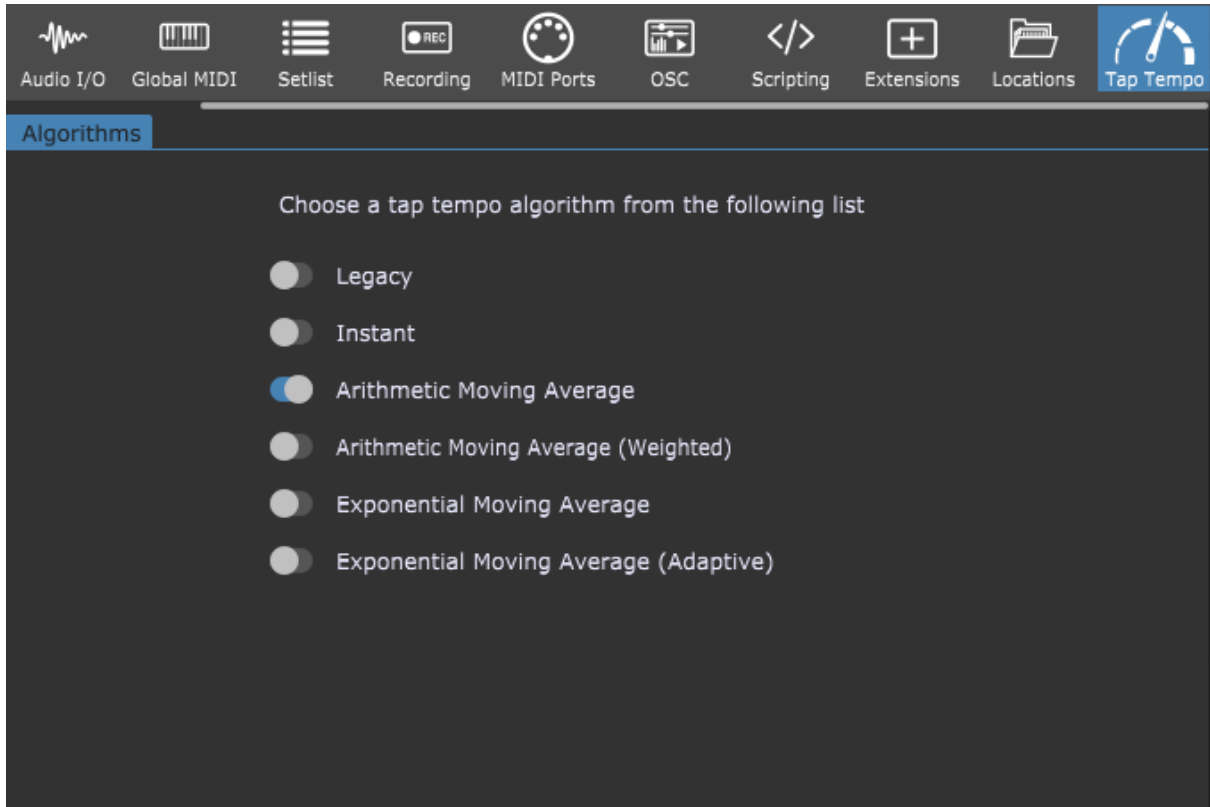 Audio I/O Global MIDI Setlist REC Recording MIDI Ports OSC </> Scripting Extensions Locations Tap Tempo
Algorithms
Choose a tap tempo algorithm from the following list
Legacy
Instant
Arithmetic Moving Average
Arithmetic Moving Average (Weighted)
Exponential Moving Average
Exponential Moving Average (Adaptive)